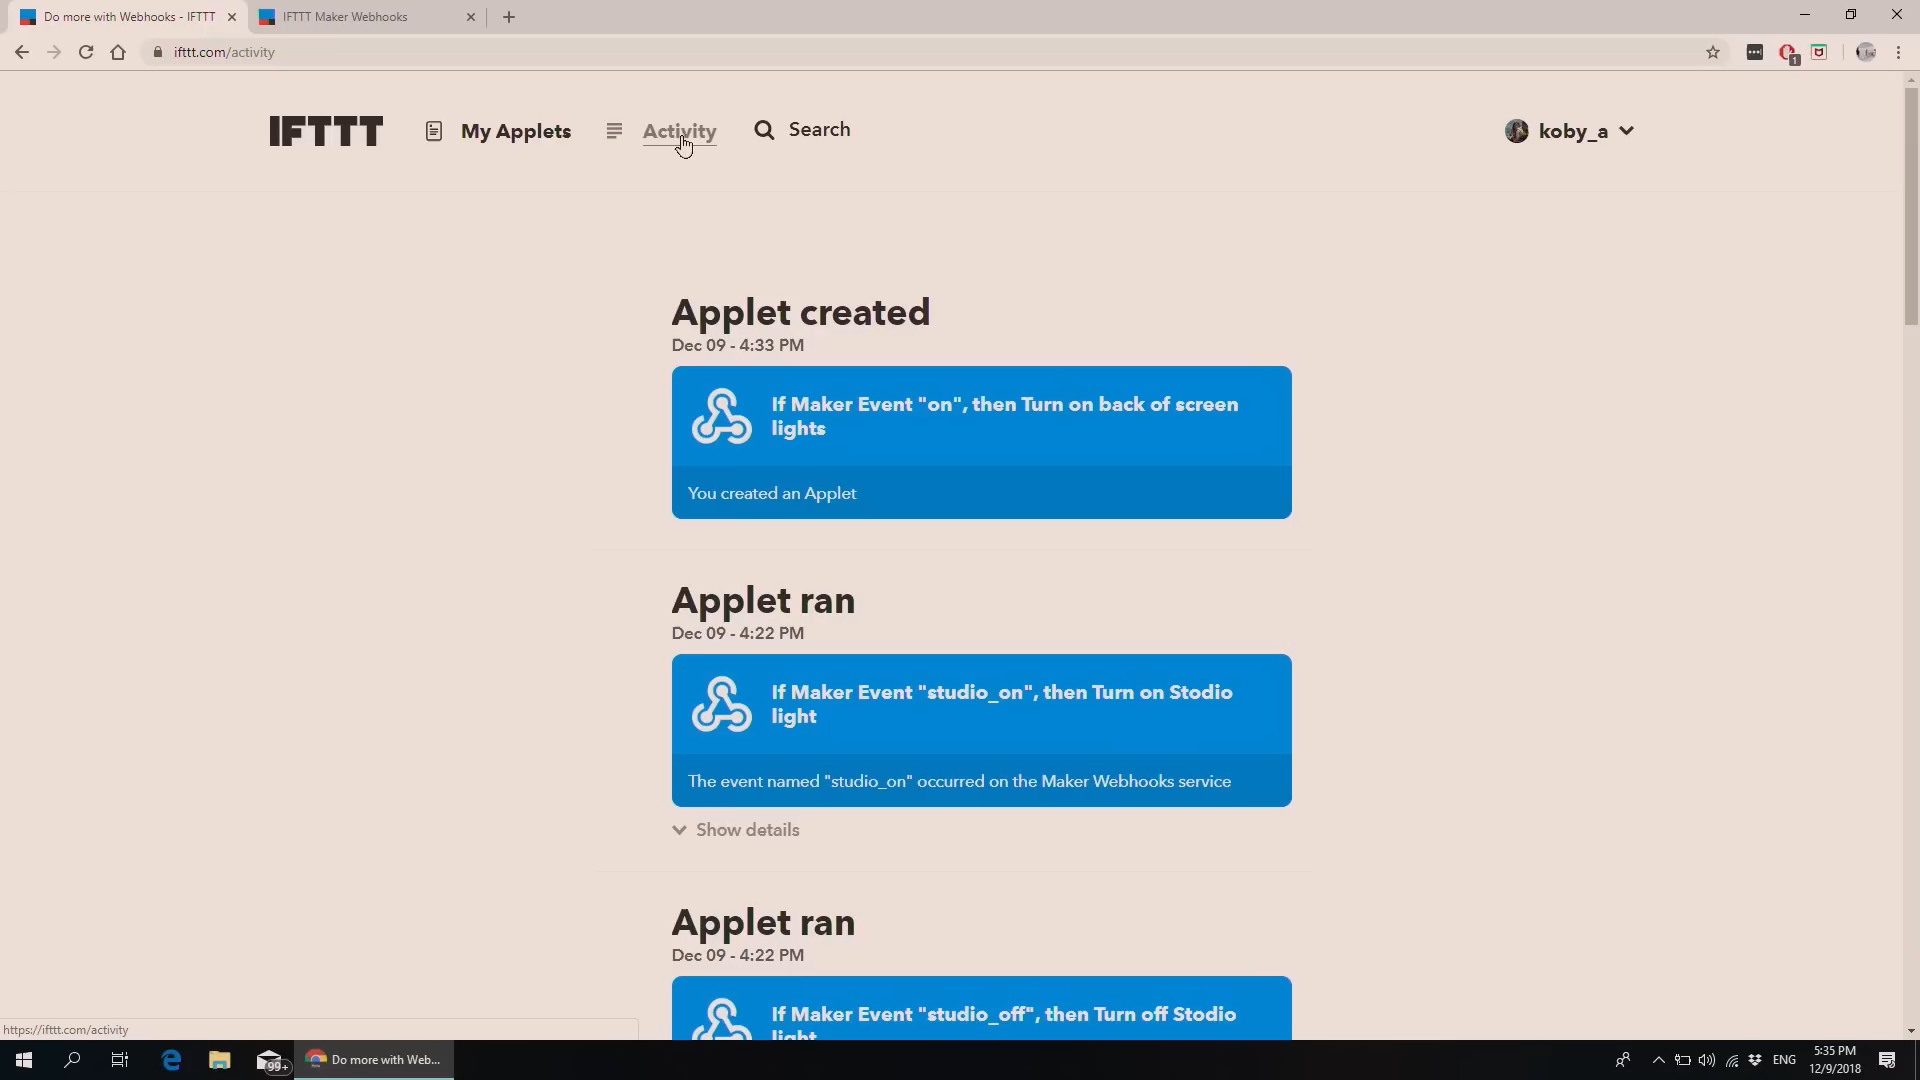 Do more with Webhooks - IFTTT
IFTTT Maker Webhooks
ifttt.com/activity
1
IFTTT
My Applets
Activity
Search
koby_a
Applet created
Dec 09 - 4:33 PM
If Maker Event "on", then Turn on back of screen
lights
You created an Applet
Applet ran
Dec 09 - 4:22 PM
If Maker Event "studio_on", then Turn on Stodio
light
The event named "studio_on" occurred on the Maker Webhooks service
Show details
Applet ran
Dec 09 - 4:22 PM
If Maker Event "studio_off", then Turn off Stodio
light
https://ifttt.com/activity
99+
Do more with Web...
ENG
5:35 PM
12/9/2018